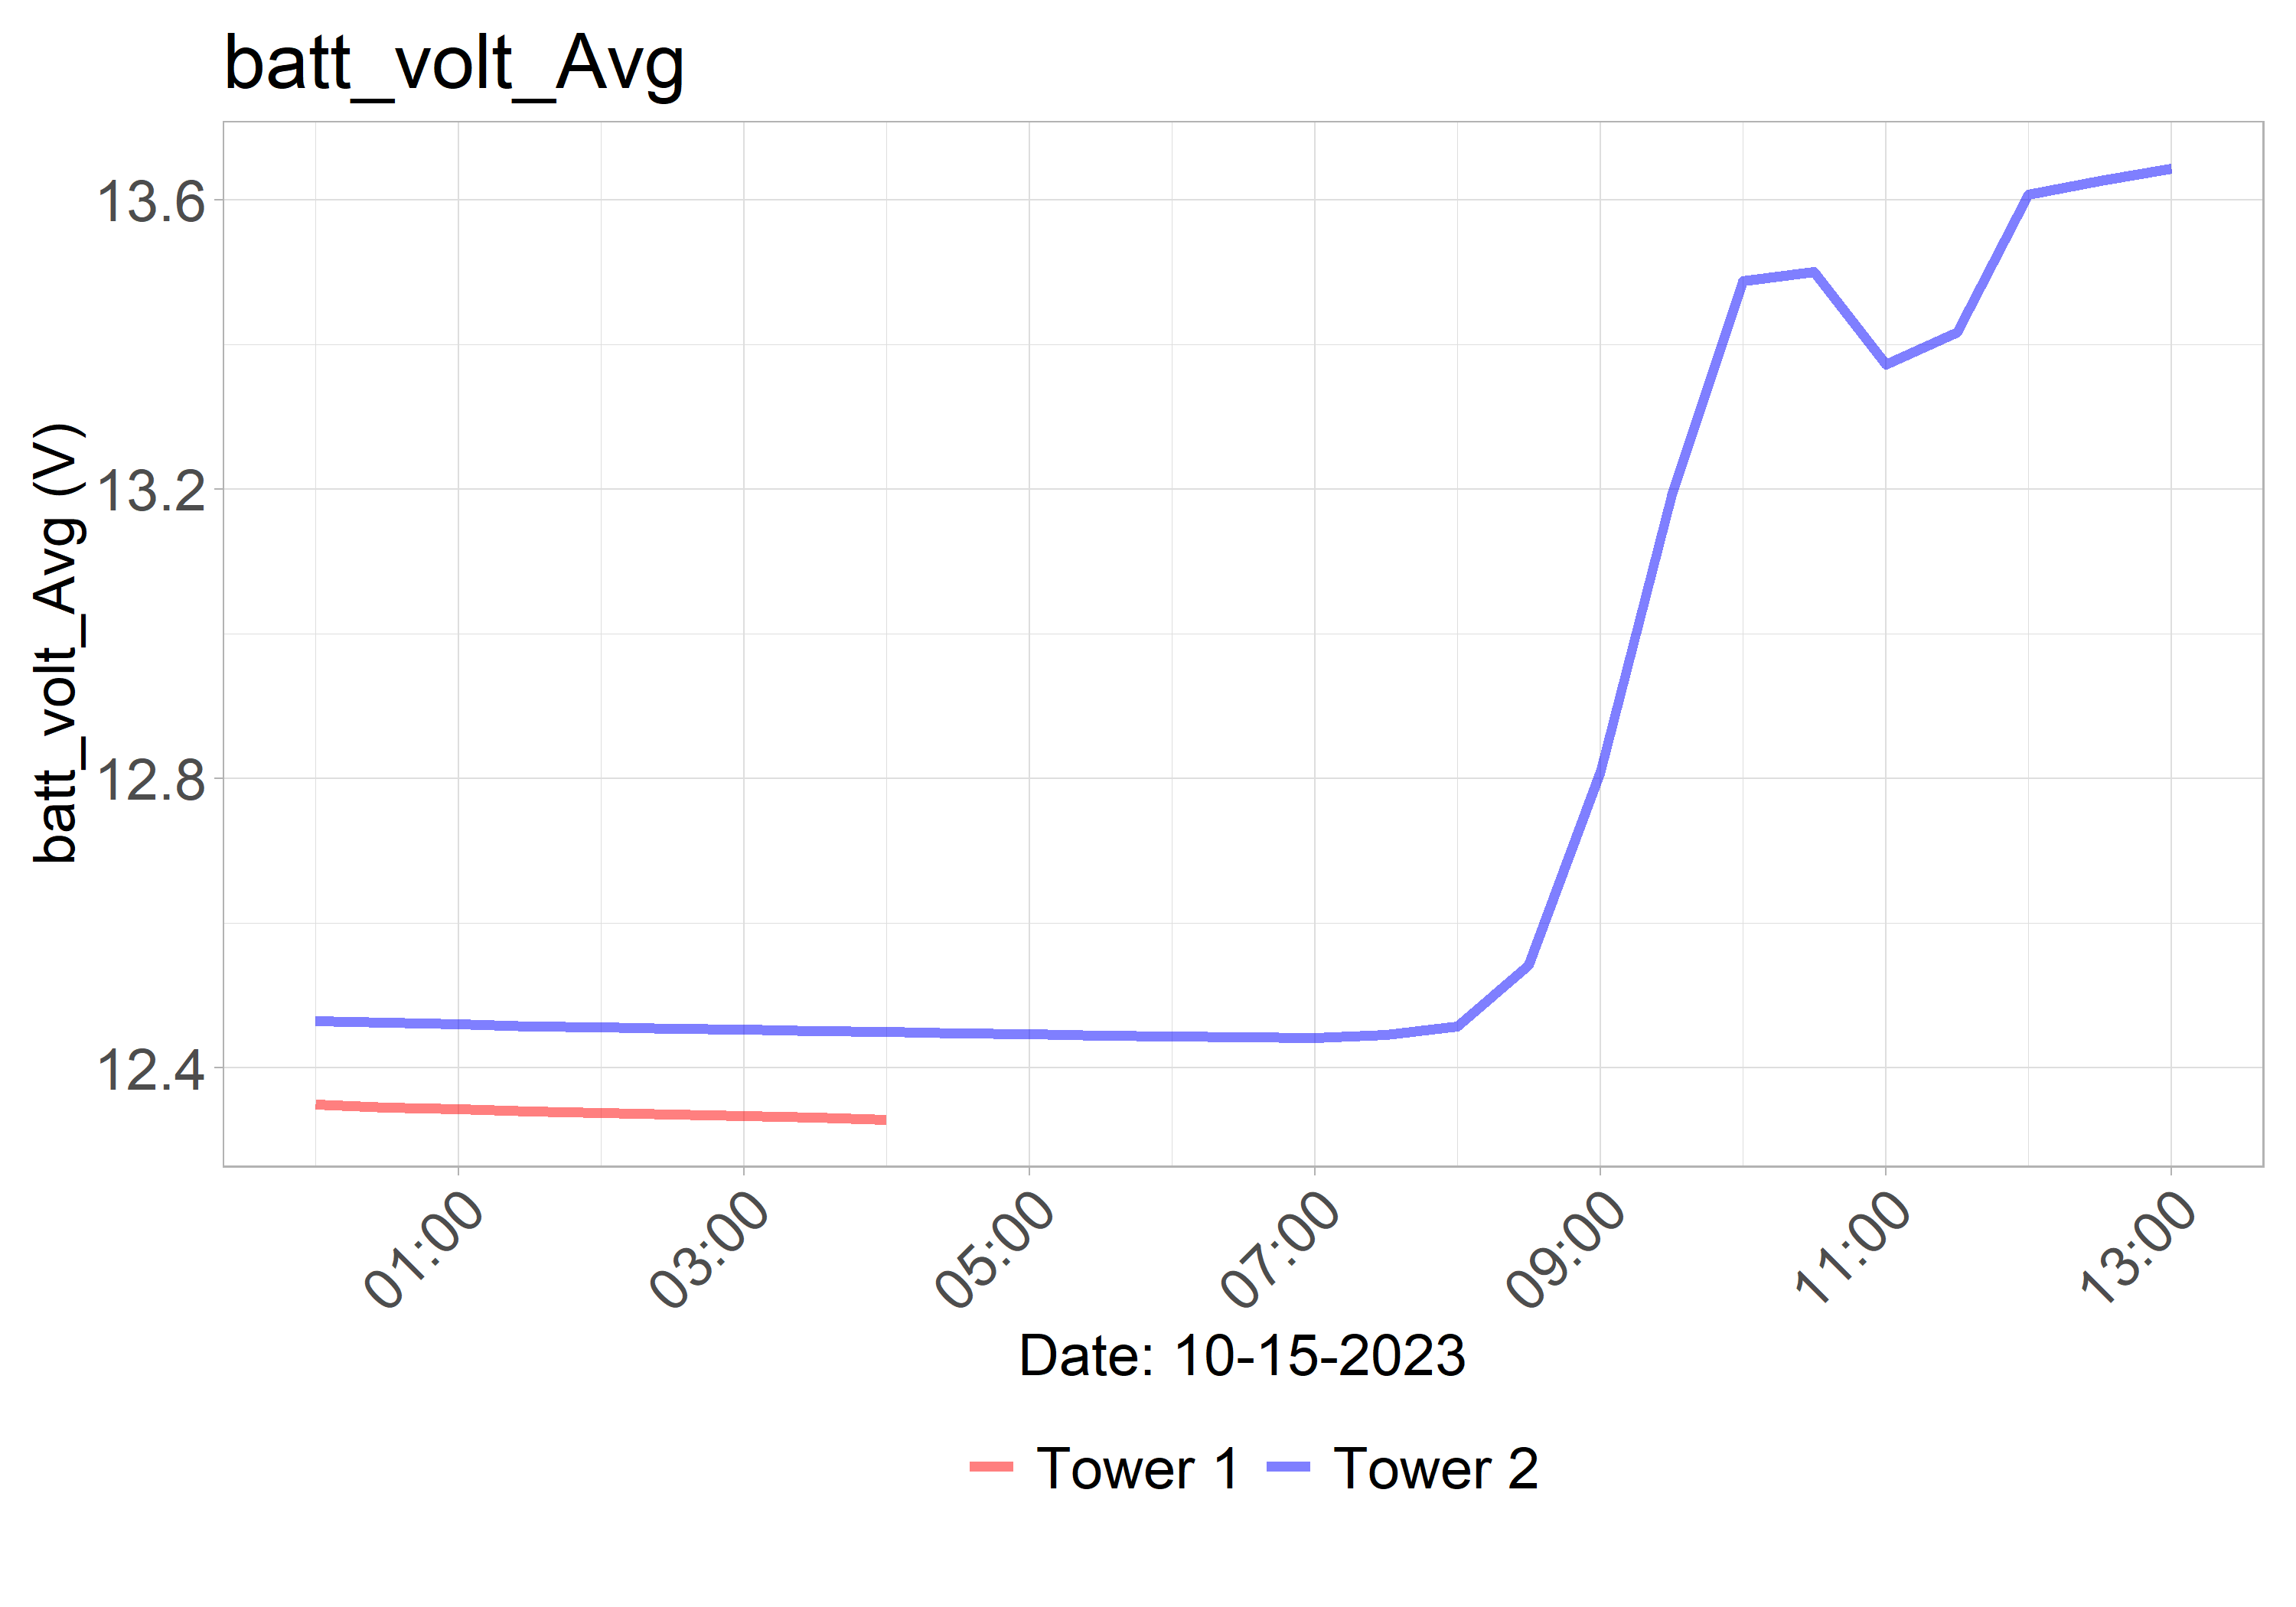 batt_volt_Avg
batt_volt_Avg (V)
13.6
13.2
12.8
12.4
01:00 03:00 05:00 07:00 09:00 11:00 13:00
Date: 10-15-2023
Tower 1 Tower 2